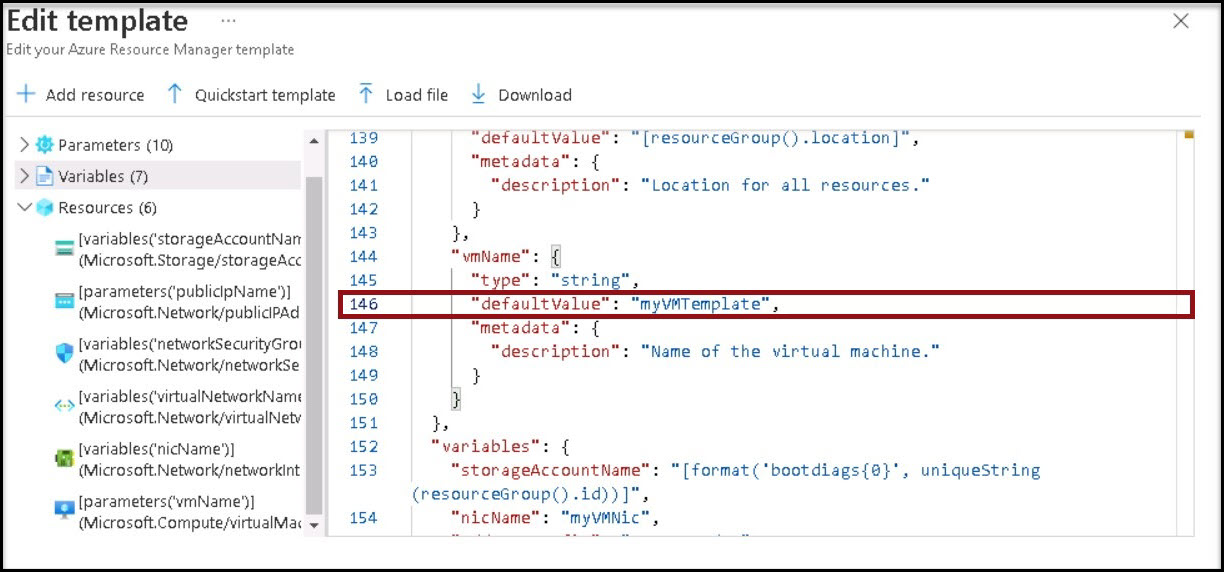 Edit template ...
Edit your Azure Resource Manager template
Add resource Quickstart template Load file Download
Parameters (10)
Variables (7)
Resources (6)
[variables('storageAccountNam
(Microsoft.Storage/storageAcc
[parameters('publicIpName')]
(Microsoft.Network/publicIPAd
[variables('networkSecurityGrou
(Microsoft.Network/networkSe
[variables('virtualNetworkName
(Microsoft.Network/virtualNetw
[variables('nicName')]
(Microsoft.Network/networkInt
[parameters('vmName')]
(Microsoft.Compute/virtualMac
139 "defaultValue": "[resourceGroup().location]",
140 "metadata": {
141 "description": "Location for all resources."
142 }
143 },
144 "vmName": {
145 "type": "string",
146 "defaultValue": "myVMTemplate",
147 "metadata": {
148 "description": "Name of the virtual machine."
149 }
150 }
151 },
152 "variables": {
153 "storageAccountName": "[format('bootdiags{0}', uniqueString
(resourceGroup().id))]",
154 "nicName": "myVMNic",